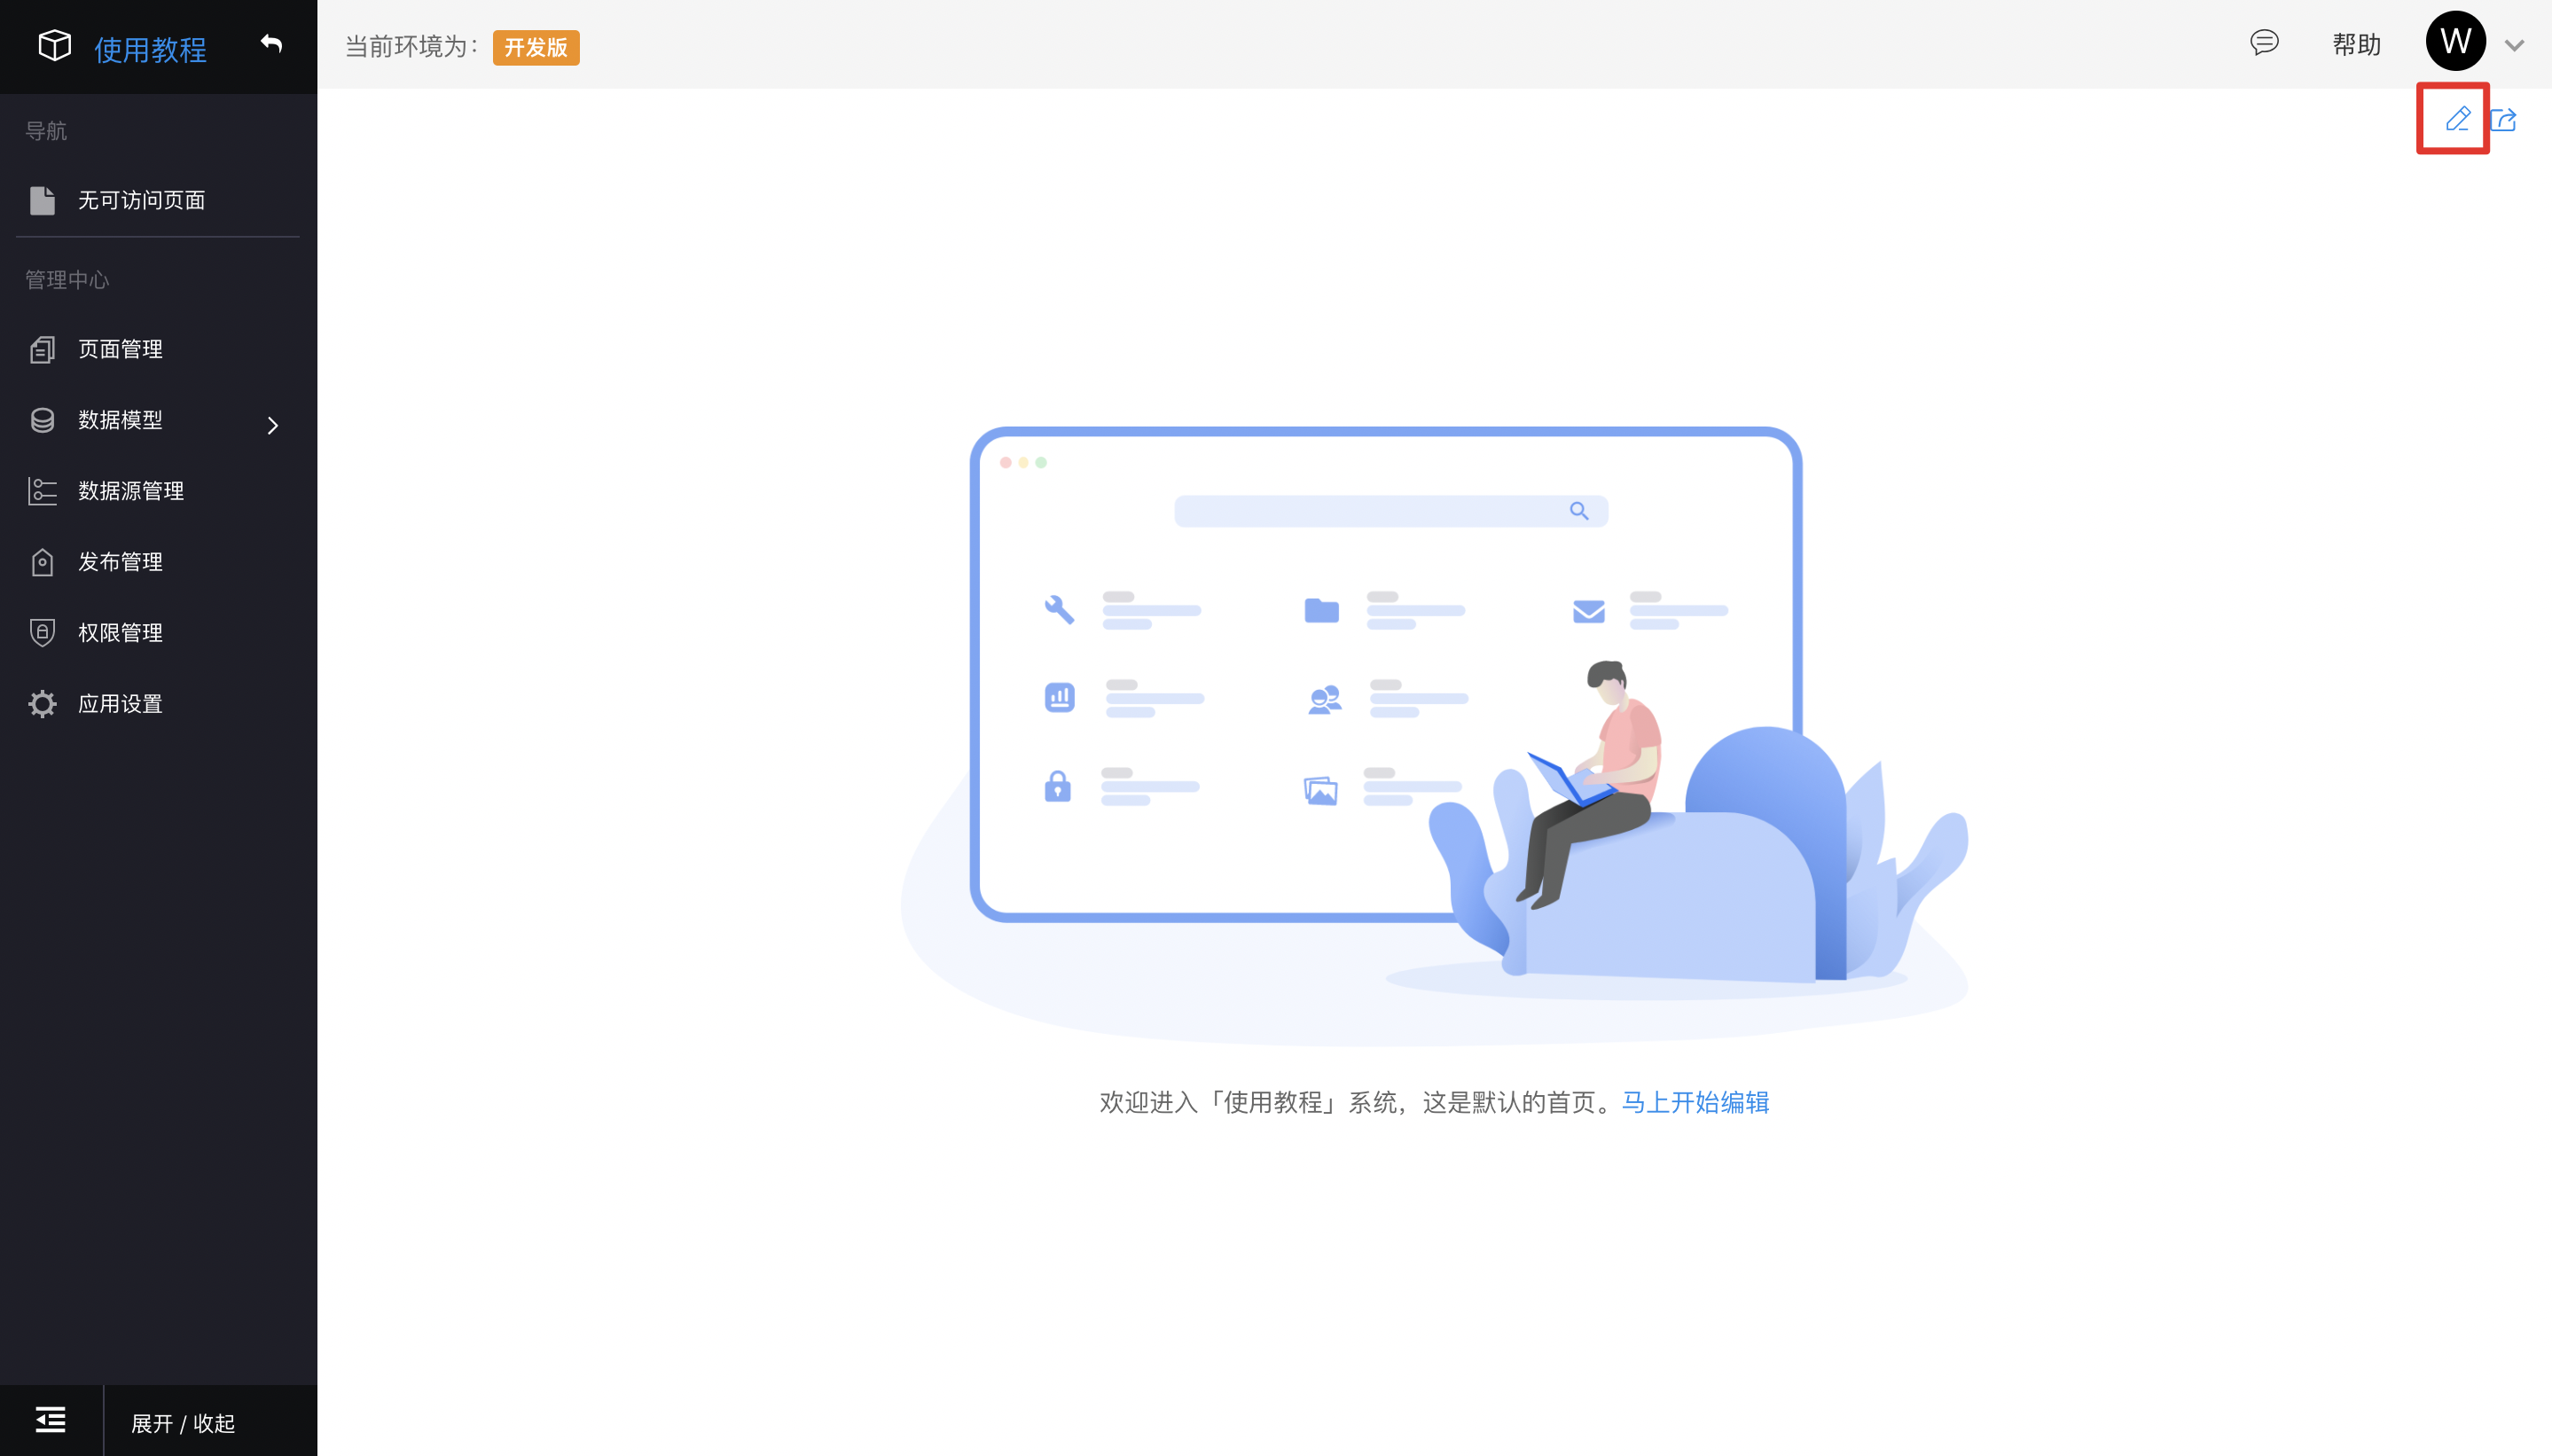 使用教程
当前环境为：
开发版
帮助
W
导航
无可访问页面
管理中心
页面管理
数据模型
数据源管理
发布管理
权限管理
应用设置
欢迎进入「使用教程」系统，这是默认的首页。马上开始编辑
展开 / 收起